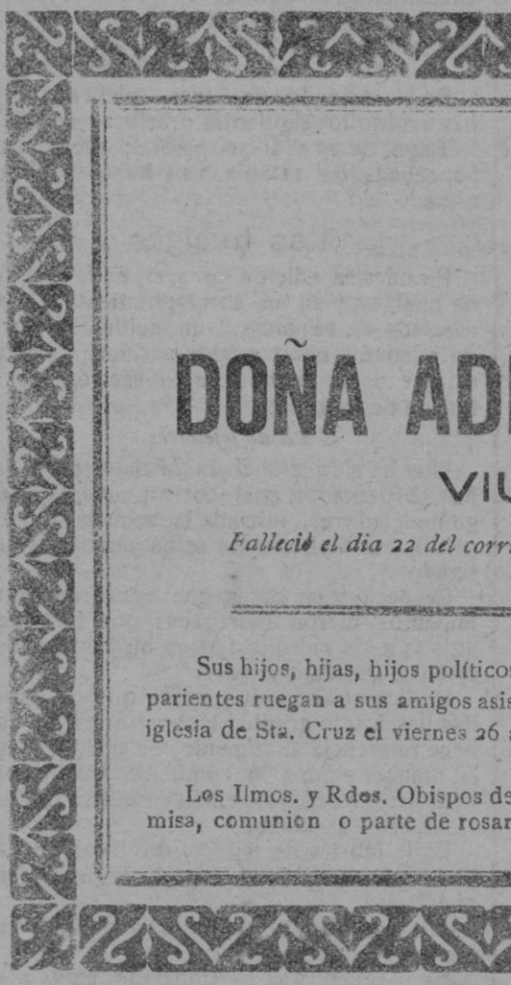 DOÑA AD
VIU
Falleció el dia 22 del corri
Sus hijos, hijas, hijos políticos
parientes ruegan a sus amigos asis
iglesia de Sta. Cruz el viernes 26
Los Ilmos. y Rdos. Obispos de
misa, comunion o parte de rosar